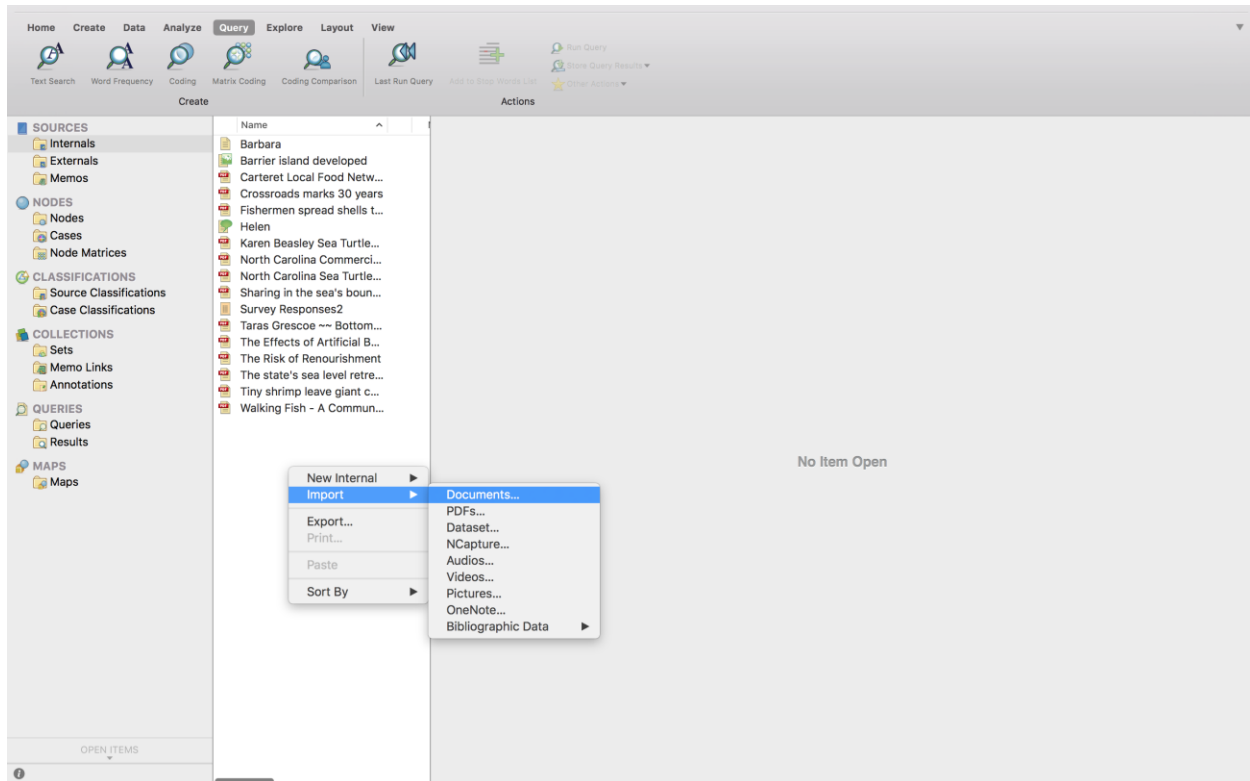 Home Create Data Analyze Query Explore Layout View
Text Search Word Frequency Coding Matrix Coding Coding Comparison Last Run Query Add to Stop Words List
Run Query
Store Query Results
Other Actions
Create Actions
SOURCES
Internals
Externals
Memos
NODES
Nodes
Cases
Node Matrices
CLASSIFICATIONS
Source Classifications
Case Classifications
COLLECTIONS
Sets
Memo Links
Annotations
QUERIES
Queries
Results
MAPS
Maps
OPEN ITEMS
Name
Barbara
Barrier island developed
Carteret Local Food Netw...
Crossroads marks 30 years
Fishermen spread shells t...
Helen
Karen Beasley Sea Turtle...
North Carolina Commerci...
North Carolina Sea Turtle...
Sharing in the sea's boun...
Survey Responses2
Taras Grescoe ~~ Bottom...
The Effects of Artificial B...
The Risk of Renourishment
The state's sea level retre...
Tiny shrimp leave giant c...
Walking Fish - A Commun...
New Internal
Import
Export...
Print...
Paste
Sort By
Documents...
PDFs...
Dataset...
NCapture...
Audios...
Videos...
Pictures...
OneNote...
Bibliographic Data
No Item Open